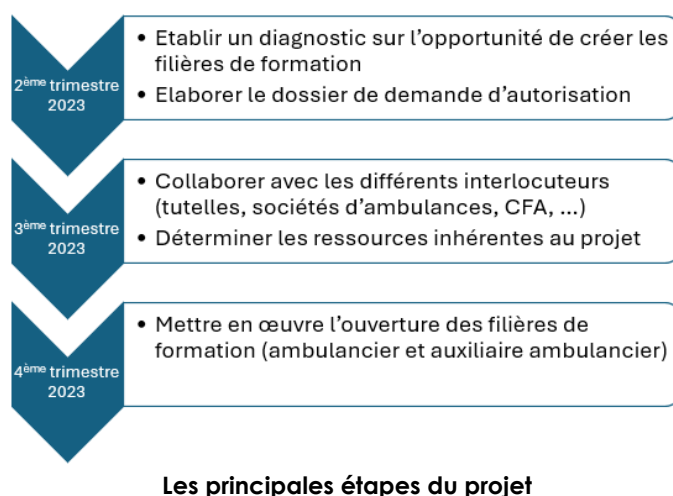 2ème trimestre
2023
• Etablir un diagnostic sur l'opportunité de créer les
filières de formation
• Elaborer le dossier de demande d'autorisation
3ème trimestre
2023
• Collaborer avec les différents interlocuteurs
(tutelles, sociétés d'ambulances, CFA, ...)
• Déterminer les ressources inhérentes au projet
4ème trimestre
2023
• Mettre en œuvre l'ouverture des filières de
formation (ambulancier et auxiliaire ambulancier)
Les principales étapes du projet